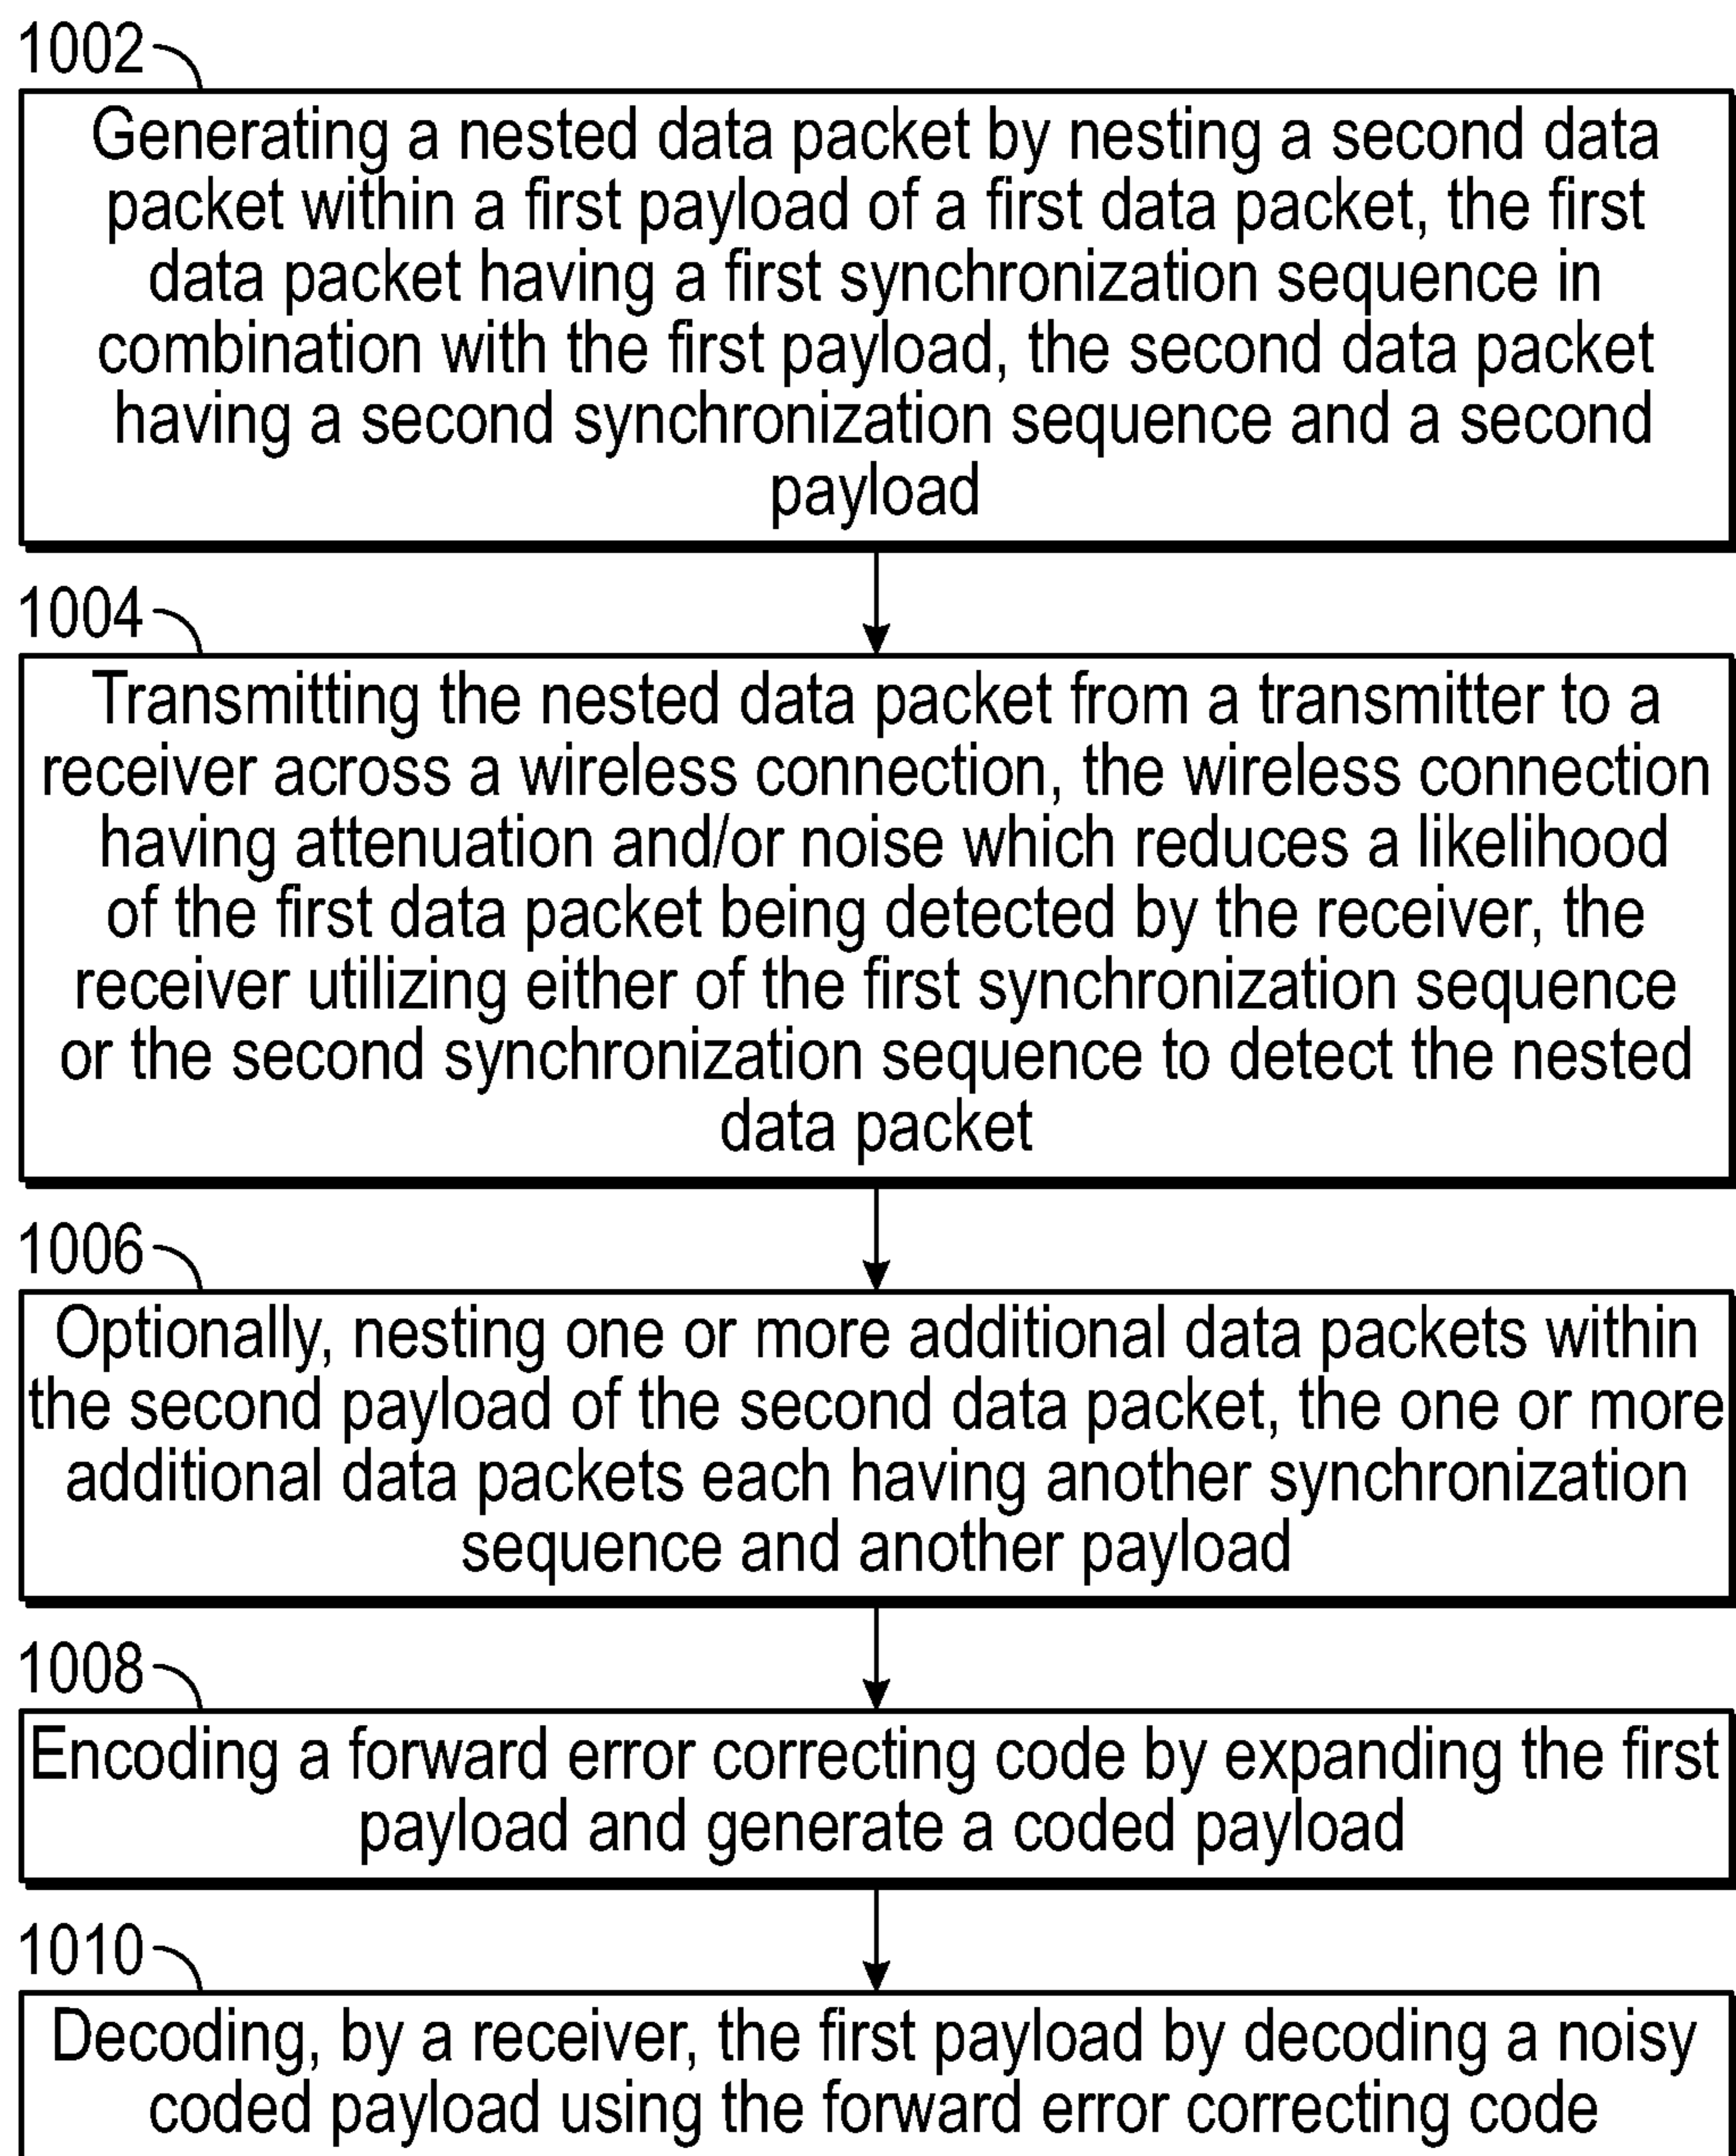 1002
Generating a nested data packet by nesting a second data
packet within a first payload of a first data packet, the first
data packet having a first synchronization sequence in
combination with the first payload, the second data packet
having a second synchronization sequence and a second
payload
1004
Transmitting the nested data packet from a transmitter to a
receiver across a wireless connection, the wireless connection
having attenuation and/or noise which reduces a likelihood
of the first data packet being detected by the receiver, the
receiver utilizing either of the first synchronization sequence
or the second synchronization sequence to detect the nested
data packet
1006
Optionally, nesting one or more additional data packets within
the second payload of the second data packet, the one or more
additional data packets each having another synchronization
sequence and another payload
1008
Encoding a forward error correcting code by expanding the first
payload and generate a coded payload
1010
Decoding, by a receiver, the first payload by decoding a noisy
coded payload using the forward error correcting code